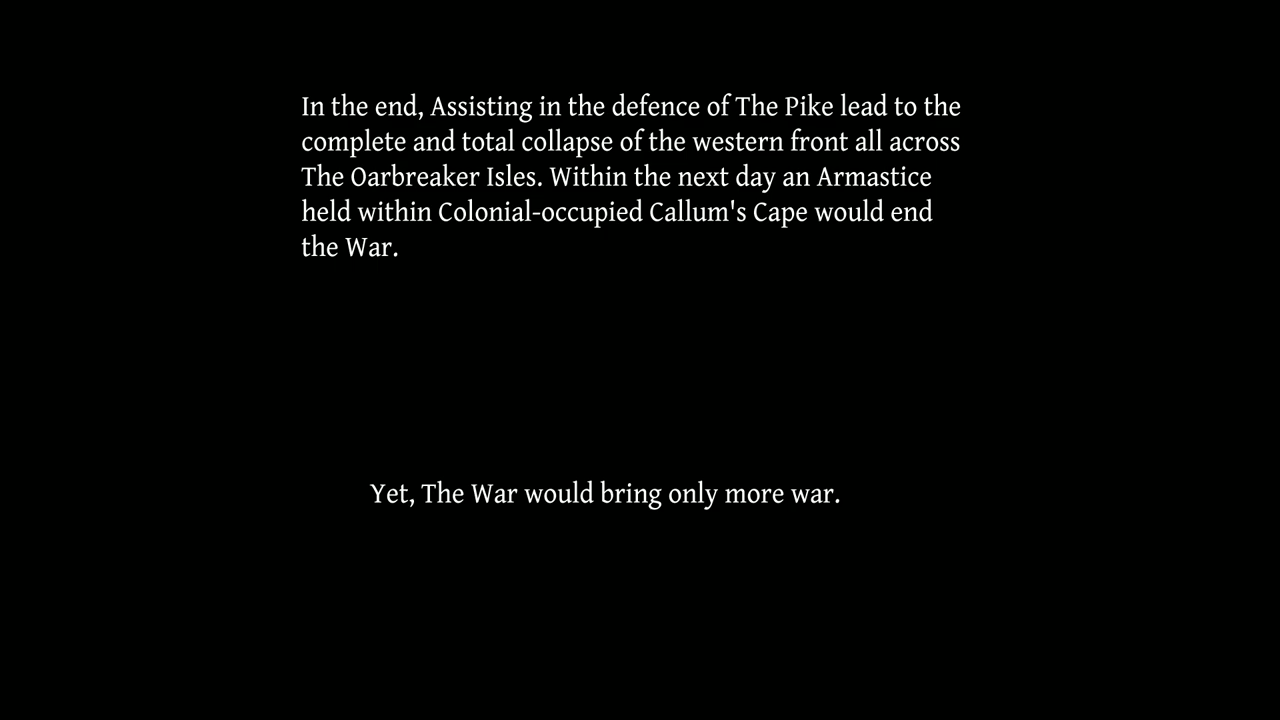 In the end, Assisting in the defence of The Pike lead to the
complete and total collapse of the western front all across
The Oarbreaker Isles. Within the next day an Armastice
held within Colonial-occupied Callum's Cape would end
the War.
Yet, The War would bring only more war.